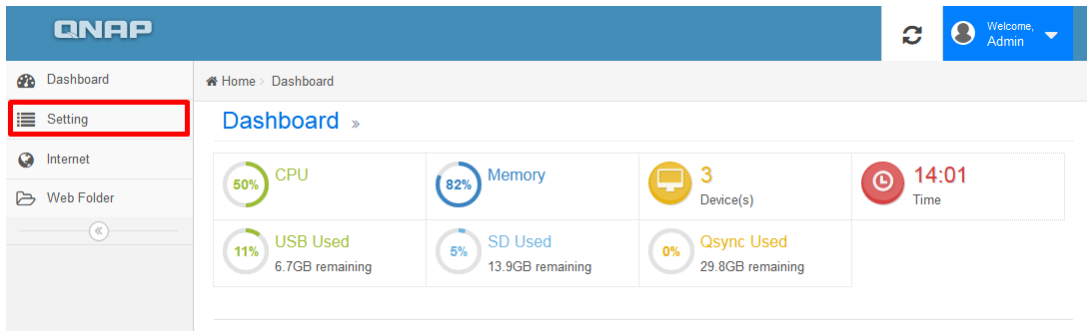 QNAP
Welcome,
Admin
Dashboard
Setting
Internet
Web Folder
Home > Dashboard
Dashboard »
50% CPU
82% Memory
3
Device(s)
14:01
Time
11% USB Used
6.7GB remaining
5% SD Used
13.9GB remaining
0% Qsync Used
29.8GB remaining